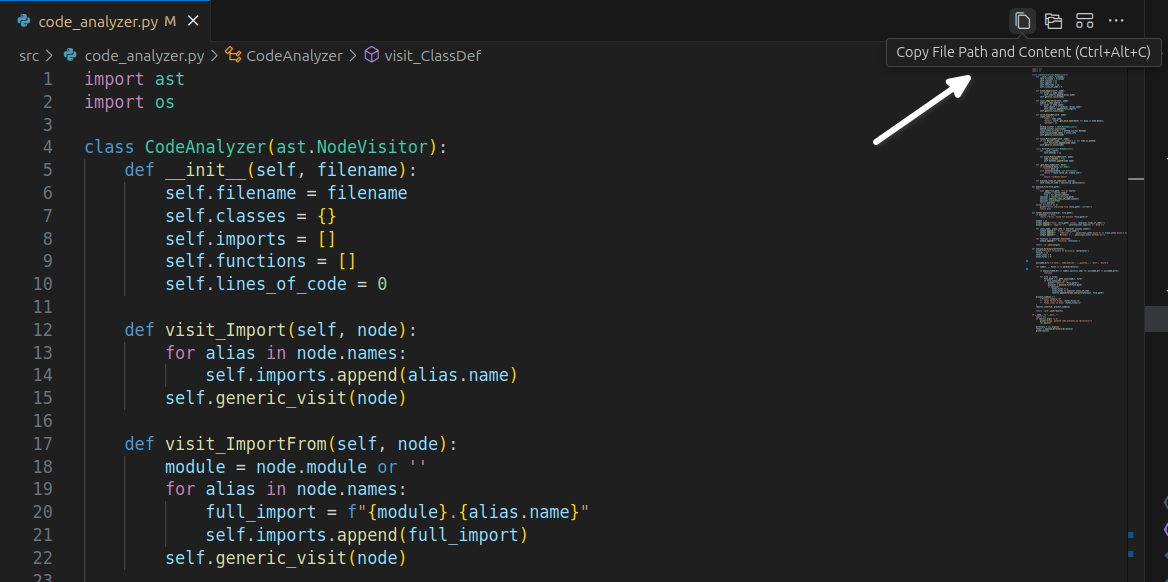 code_analyzer.py M
src > code_analyzer.py > CodeAnalyzer > visit_ClassDef
Copy File Path and Content (Ctrl+Alt+C)
1 import ast
2 import os
3
4 class CodeAnalyzer(ast.NodeVisitor):
5     def __init__(self, filename):
6         self.filename = filename
7         self.classes = {}
8         self.imports = []
9         self.functions = []
10         self.lines_of_code = 0
11
12     def visit_Import(self, node):
13         for alias in node.names:
14             self.imports.append(alias.name)
15         self.generic_visit(node)
16
17     def visit_ImportFrom(self, node):
18         module = node.module or ''
19         for alias in node.names:
20             full_import = f"{module}.{alias.name}"
21             self.imports.append(full_import)
22         self.generic_visit(node)
23